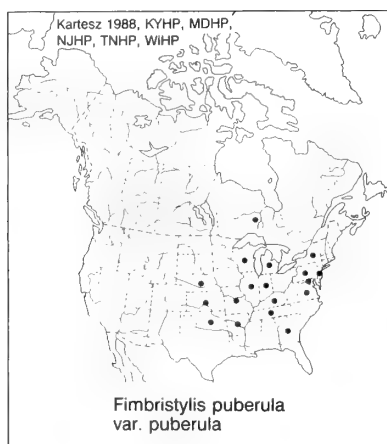 Kartesz 1988, KYHP, MDHP,
NJHP, TNHP, WiHP
Fimbristylis puberula
var. puberula